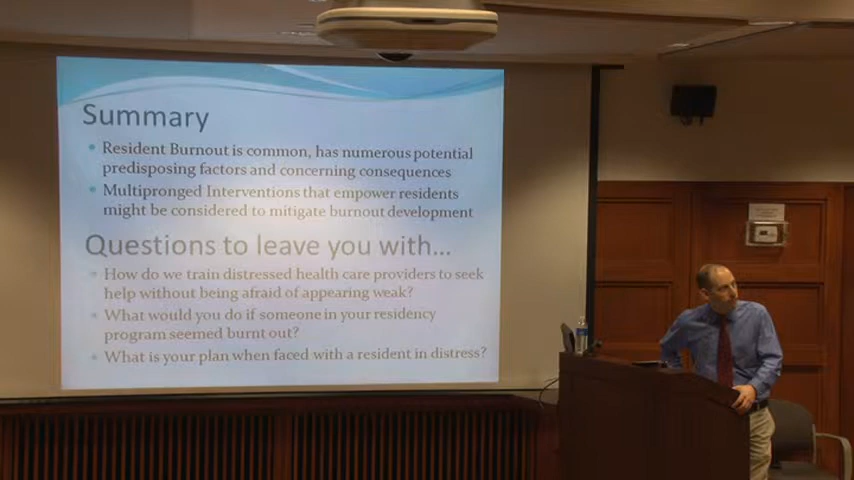 Summary
Resident Burnout is common, has numerous potential
predisposing factors and concerning consequences
Multipronged Interventions that empower residents
might be considered to mitigate burnout development
Questions to leave you with...
How do we train distressed health care providers to seek
help without being afraid of appearing weak?
What would you do if someone in your residency
program seemed burnt out?
What is your plan when faced with a resident in distress?